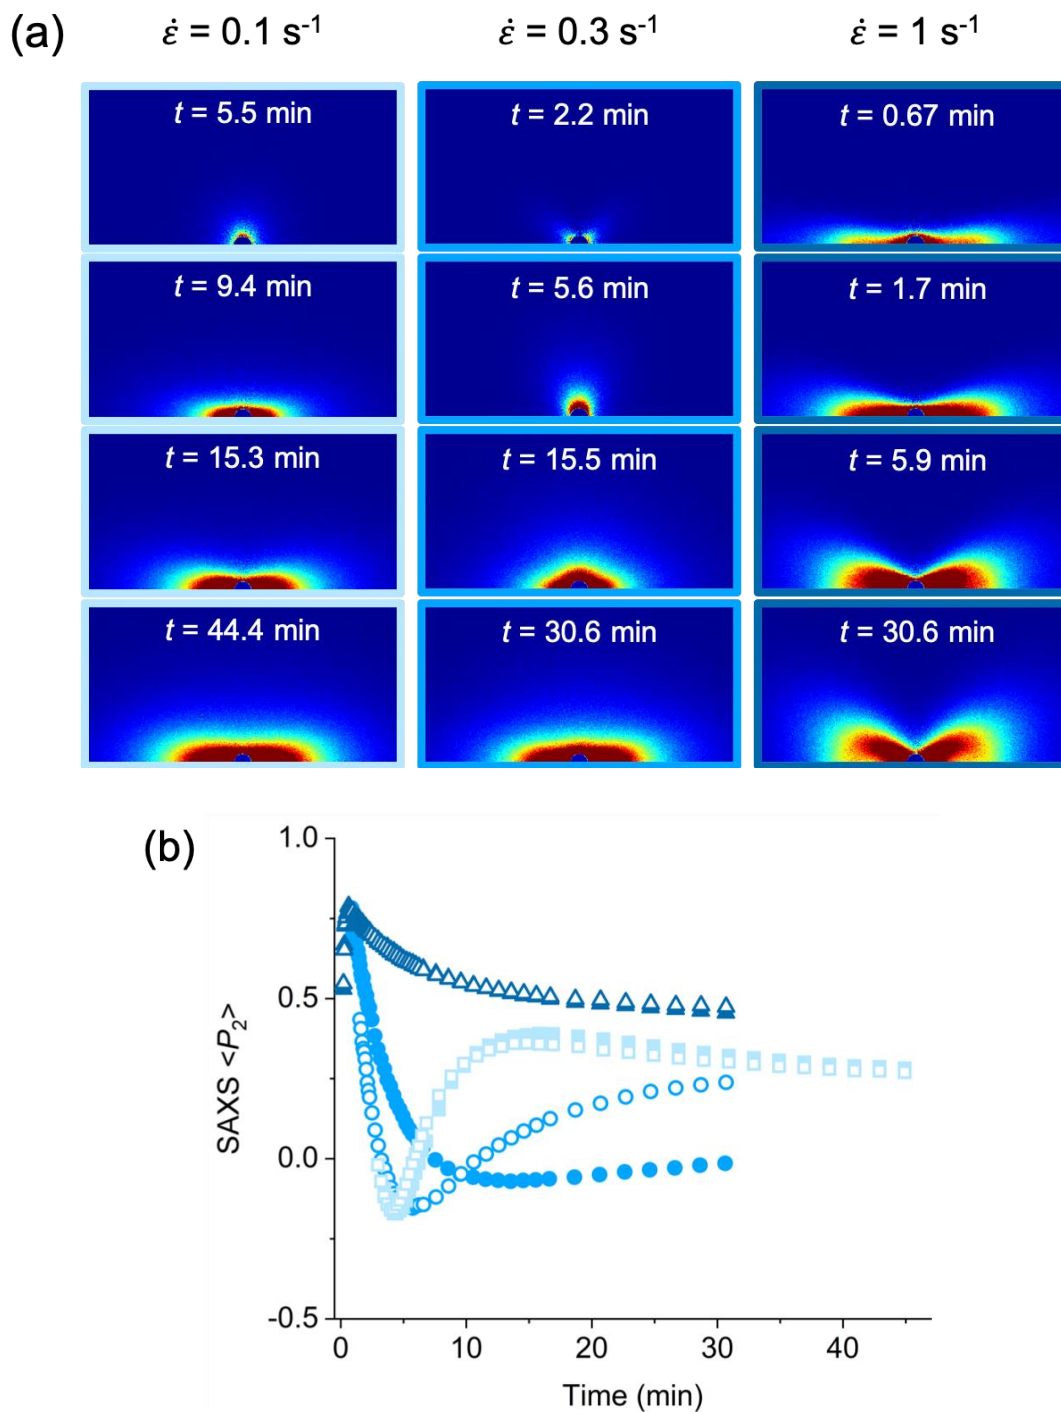 (a) ε̇ = 0.1 s⁻¹ ε̇ = 0.3 s⁻¹ ε̇ = 1 s⁻¹
t = 5.5 min t = 2.2 min t = 0.67 min
t = 9.4 min t = 5.6 min t = 1.7 min
t = 15.3 min t = 15.5 min t = 5.9 min
t = 44.4 min t = 30.6 min t = 30.6 min
(b)
1.0
0.5
0.0
-0.5
SAXS <P₂>
0 10 20 30 40
Time (min)